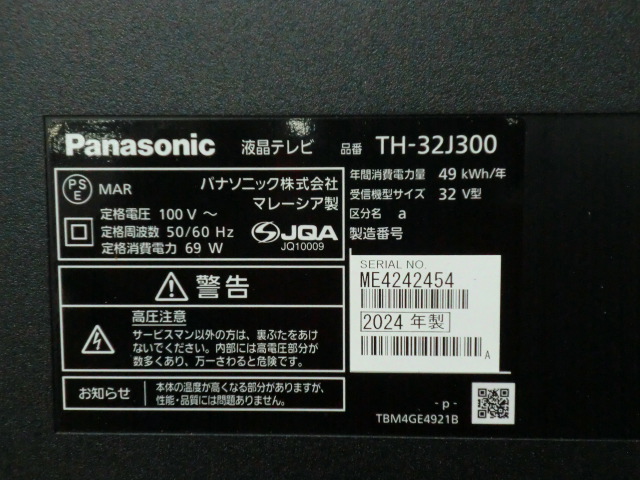 Panasonic 液晶テレビ 品番 TH-32J300
PS E MAR
パナソニック株式会社
マレーシア製
定格電圧 100 V ～
定格周波数 50/60 Hz
定格消費電力 69 W
JQA
JQ10009
年間消費電力量 49 kWh/年
受信機型サイズ 32 V型
区分名 a
製造番号
SERIAL NO.
ME4242454
2024 年製
A
警告
高圧注意
サービスマン以外の方は、裏ぶたをあけ
ないでください。内部には高電圧部分が
数多くあり、万一さわると危険です。
お知らせ
本体の温度が高くなる部分がありますが、
性能・品質には問題ありません。
- p -
TBM4GE4921B